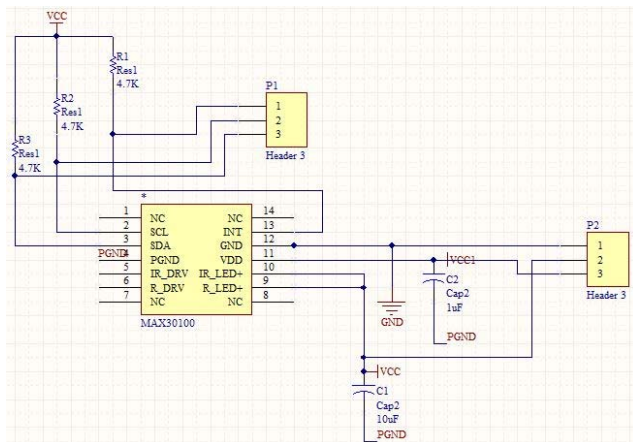 VCC
R1
Res1
4.7K
R2
Res1
4.7K
R3
Res1
4.7K
P1
1
2
3
Header 3
*
1 NC NC 14
2 SCL INT 13
3 SDA GND 12
PGND 4 PGND VDD 11
5 IR_DRV IR_LED+ 10
6 R_DRV R_LED+ 9
7 NC NC 8
MAX30100
P2
1
2
3
Header 3
VCC1
C2
Cap2
1uF
PGND
GND
VCC
C1
Cap2
10uF
PGND